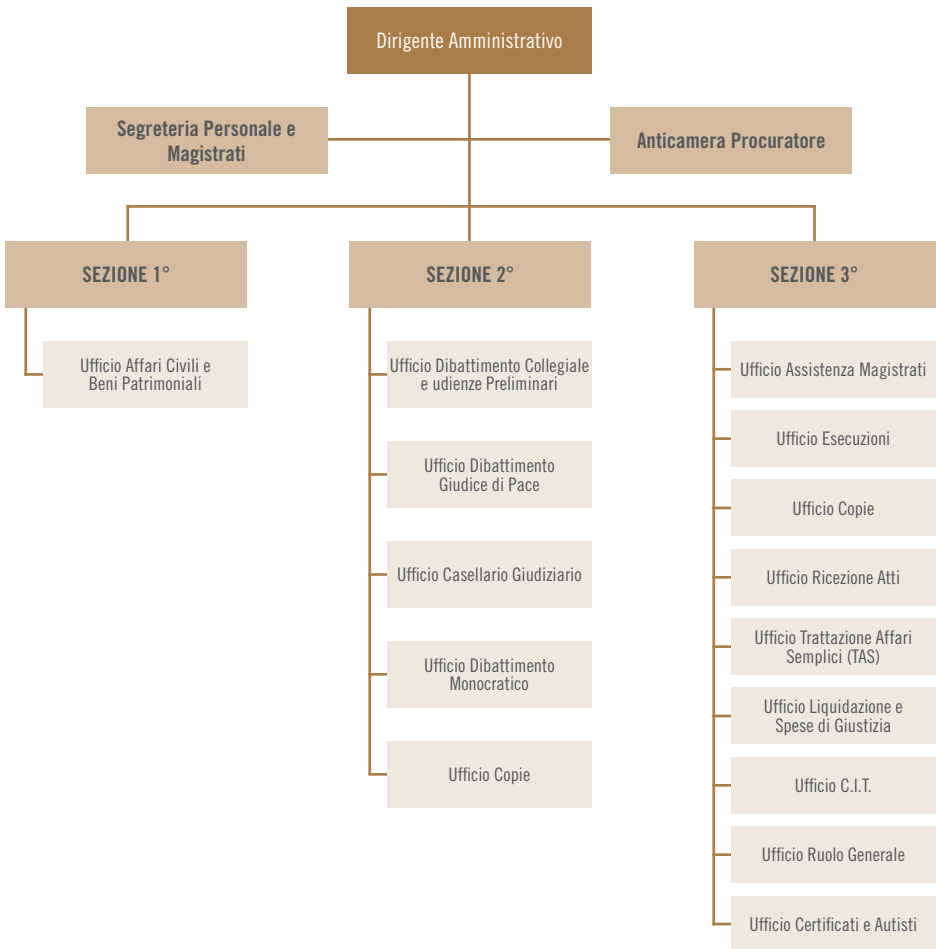 Dirigente Amministrativo
Segreteria Personale e
Magistrati
Anticamera Procuratore
SEZIONE 1°
Ufficio Affari Civili e
Beni Patrimoniali
SEZIONE 2°
Ufficio Dibattimento Collegiale
e udienze Preliminari
Ufficio Dibattimento
Giudice di Pace
Ufficio Casellario Giudiziario
Ufficio Dibattimento
Monocratico
Ufficio Copie
SEZIONE 3°
Ufficio Assistenza Magistrati
Ufficio Esecuzioni
Ufficio Copie
Ufficio Ricezione Atti
Ufficio Trattazione Affari
Semplici (TAS)
Ufficio Liquidazione e
Spese di Giustizia
Ufficio C.I.T.
Ufficio Ruolo Generale
Ufficio Certificati e Autisti